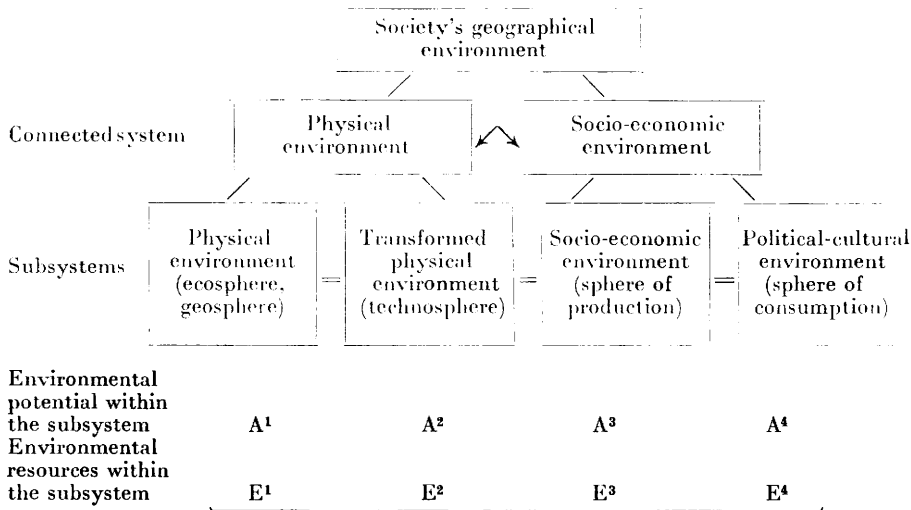 Society's geographical
environment
Connected system
Physical
environment
Socio-economic
environment
Subsystems
Physical
environment
(ecosphere,
geosphere)
=
Transformed
physical
environment
(technosphere)
=
Socio-economic
environment
(sphere of
production)
=
Political-cultural
environment
(sphere of
consumption)
Environmental
potential within
the subsystem A¹ A² A³ A⁴
Environmental
resources within
the subsystem E¹ E² E³ E⁴